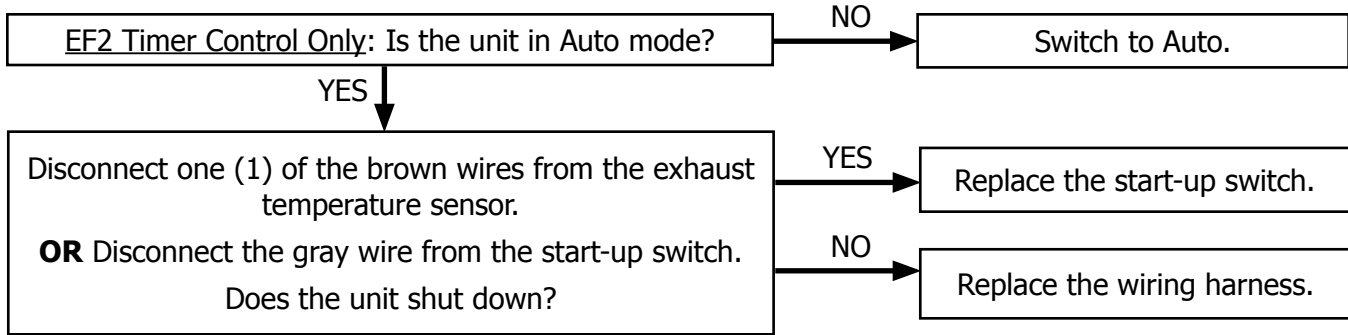 EF2 Timer Control Only: Is the unit in Auto mode?
NO
Switch to Auto.
YES
Disconnect one (1) of the brown wires from the exhaust
temperature sensor.
OR Disconnect the gray wire from the start-up switch.
Does the unit shut down?
YES
Replace the start-up switch.
NO
Replace the wiring harness.